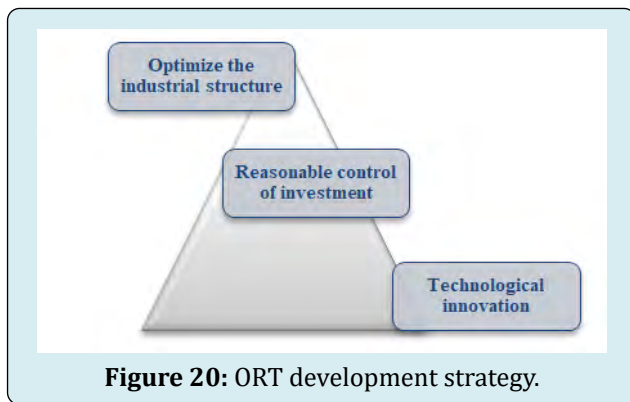 Optimize the
industrial structure
Reasonable control
of investment
Technological
innovation
Figure 20: ORT development strategy.